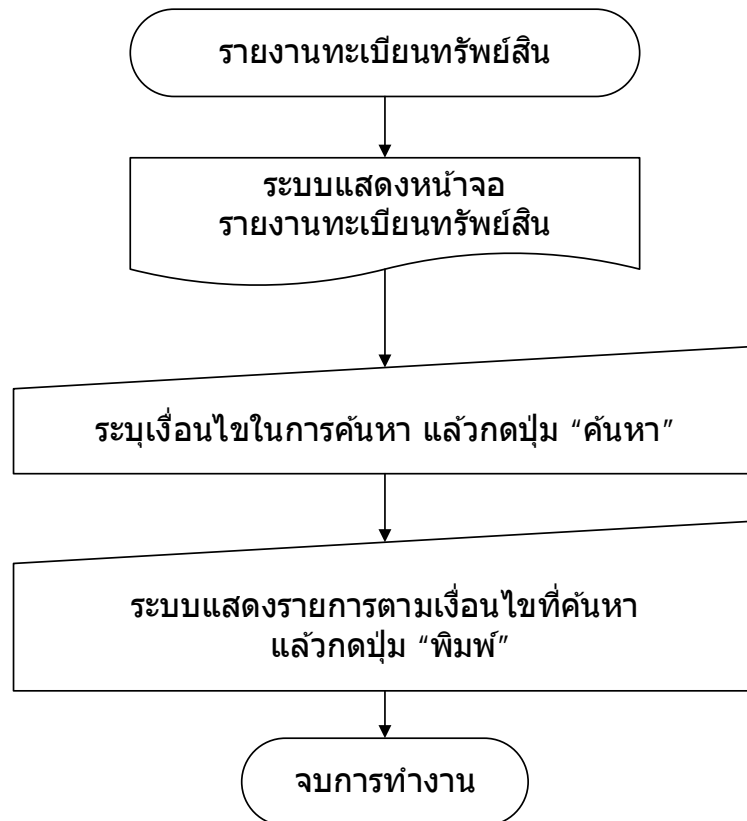 รายงานทะเบียนทรัพย์สิน
ระบบแสดงหน้าจอ
รายงานทะเบียนทรัพย์สิน
ระบุเงื่อนไขในการค้นหา แล้วกดปุ่ม “ค้นหา”
ระบบแสดงรายการตามเงื่อนไขที่ค้นหา
แล้วกดปุ่ม “พิมพ์”
จบการทำงาน